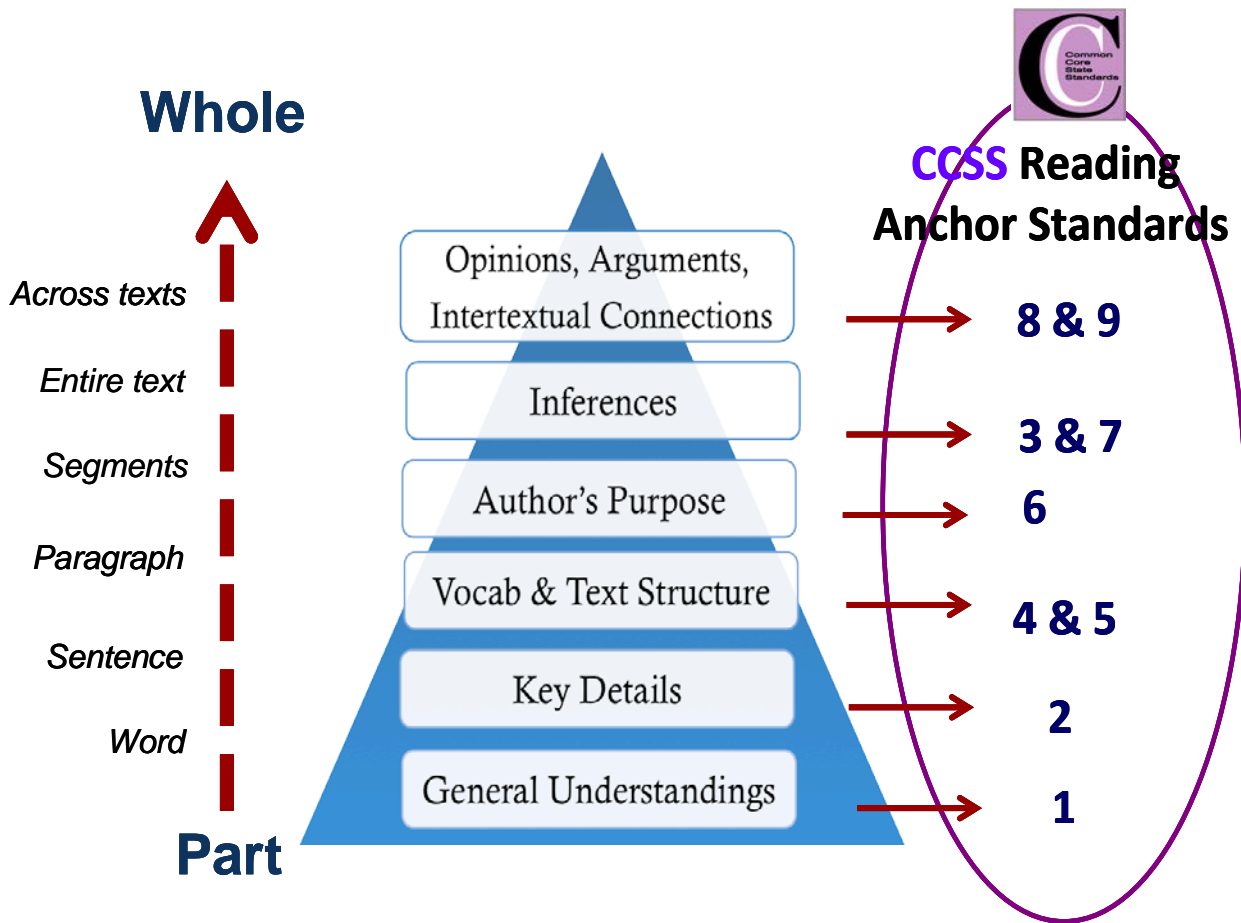 Common
Core
State
Standards
Whole
CCSS Reading
Anchor Standards
Across texts
Opinions, Arguments,
Intertextual Connections
8 & 9
Entire text
Inferences
3 & 7
Segments
Author's Purpose
6
Paragraph
Vocab & Text Structure
4 & 5
Sentence
Key Details
2
Word
General Understandings
1
Part